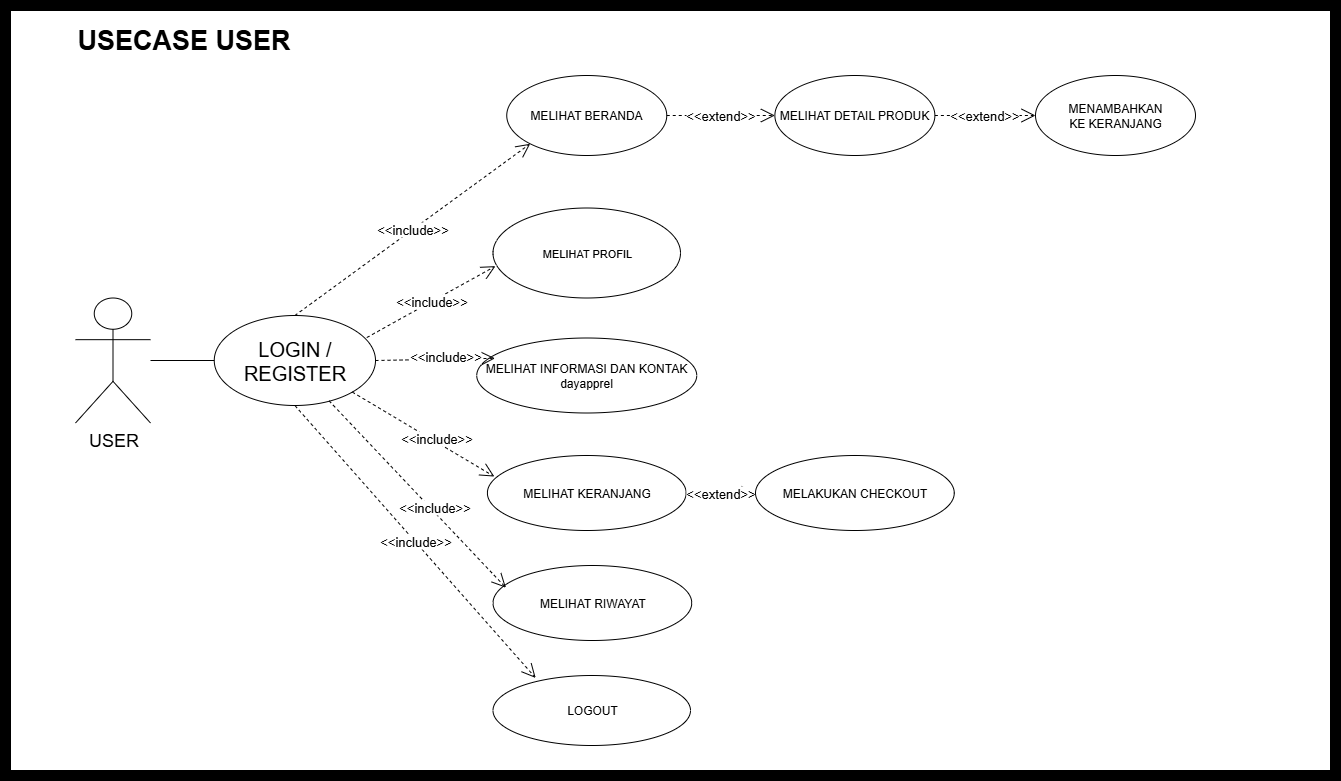 USECASE USER
MELIHAT BERANDA
<<extend>>
MELIHAT DETAIL PRODUK
<<extend>>
MENAMBAHKAN
KE KERANJANG
<<include>>
MELIHAT PROFIL
<<include>>
LOGIN /
REGISTER
<<include>>
MELIHAT INFORMASI DAN KONTAK
dayapprel
USER
<<include>>
MELIHAT KERANJANG
<<extend>>
MELAKUKAN CHECKOUT
<<include>>
<<include>>
MELIHAT RIWAYAT
LOGOUT